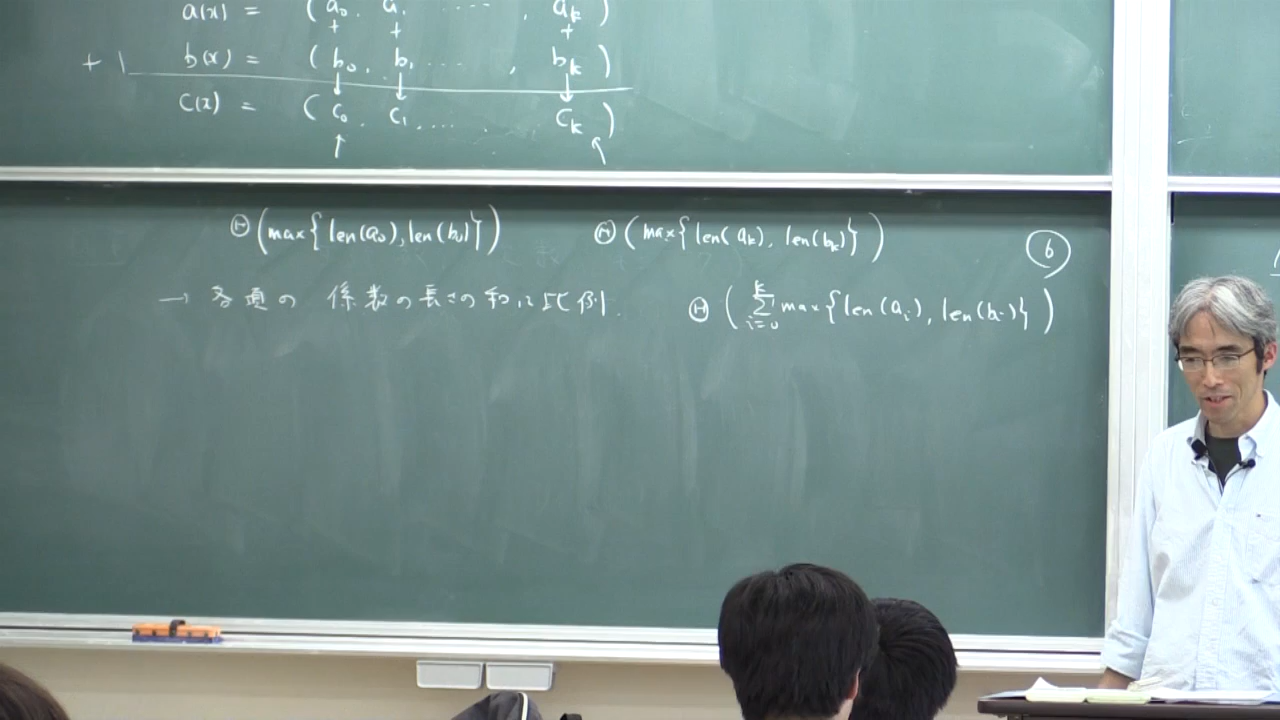 a(x) = ( a₀, a₁, ‥‥, aₖ )
+ + +
+ ) b(x) = ( b₀, b₁, ‥‥, bₖ )
c(x) = ( c₀, c₁, ‥‥, cₖ )
Θ(max{len(a₀), len(b₀)}) Θ(max{len(aₖ), len(bₖ)})
⑥
→ 各項の 係数の長さの和に比例. Θ( ∑ᵢ₌₀ᵏ max{len(aᵢ), len(bᵢ)} )